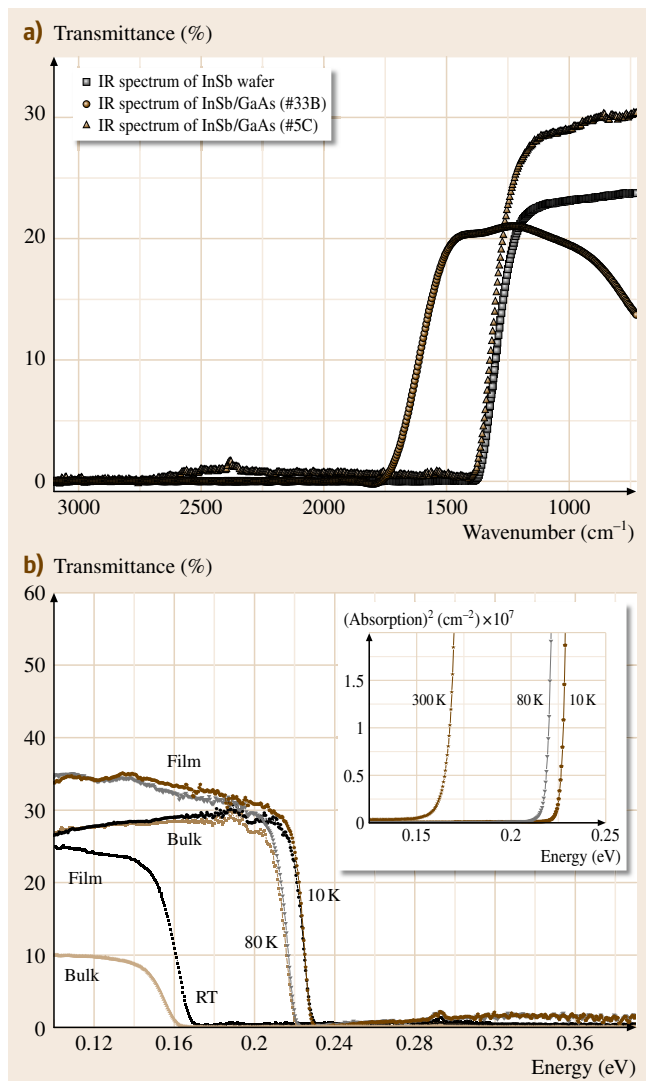 a) Transmittance (%)
IR spectrum of InSb wafer
IR spectrum of InSb/GaAs (#33B)
IR spectrum of InSb/GaAs (#5C)
30
20
10
0
3000 2500 2000 1500 1000
Wavenumber (cm⁻¹)
b) Transmittance (%)
60
50
40
30
20
10
0
(Absorption)² (cm⁻²) ×10⁷
1.5
1
0.5
0
300 K 80 K 10 K
0.15 0.2 0.25
Energy (eV)
Film
Bulk
Film
10 K
80 K
Bulk
RT
0.12 0.16 0.2 0.24 0.28 0.32 0.36
Energy (eV)